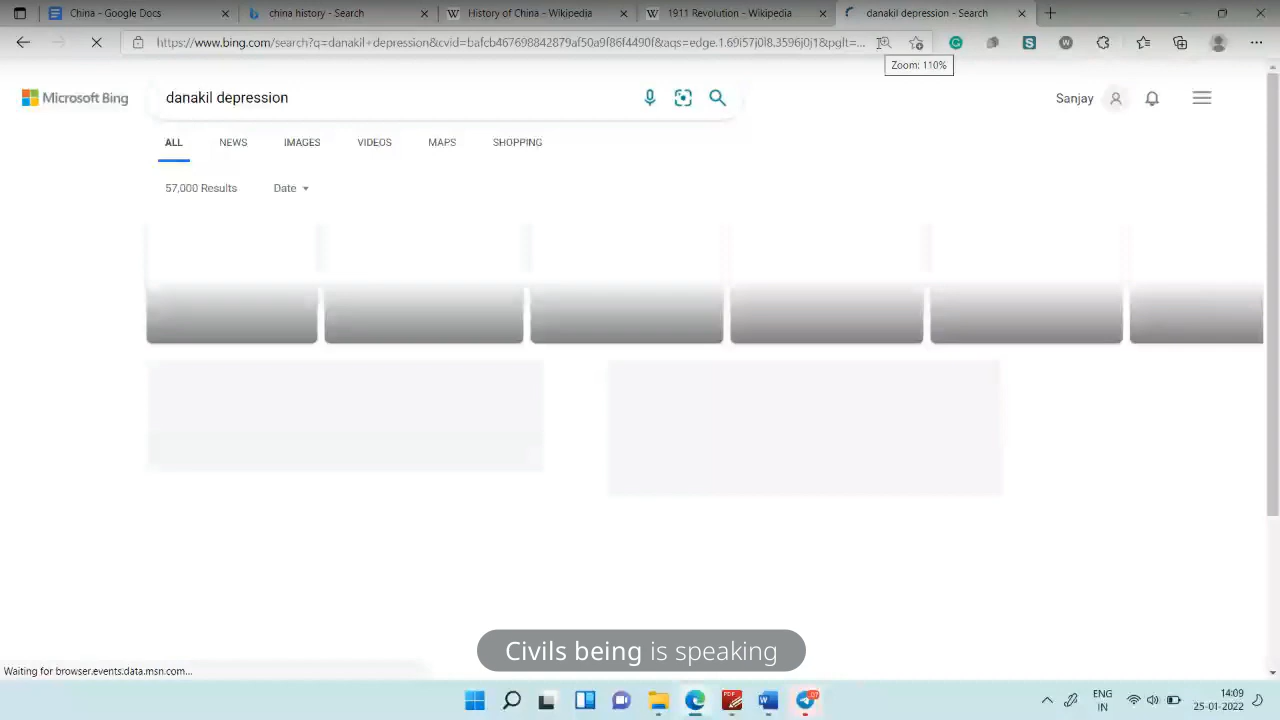 China - Google Docs
china history - Search
History of China - Wikipedia
1911 Revolution - Wikipedia
danakil depression - Search
https://www.bing.com/search?q=danakil+depression&cvid=bafcb467698842879af50a9f86f4490f&aqs=edge.1.69i57j0l8.3596j0j18&pglt=...
Zoom: 110%
Microsoft Bing
danakil depression
Sanjay
ALL
NEWS
IMAGES
VIDEOS
MAPS
SHOPPING
57,000 Results
Date
Civils being is speaking
Waiting for browser.events.data.msn.com...
ENG
IN
14:09
25-01-2022